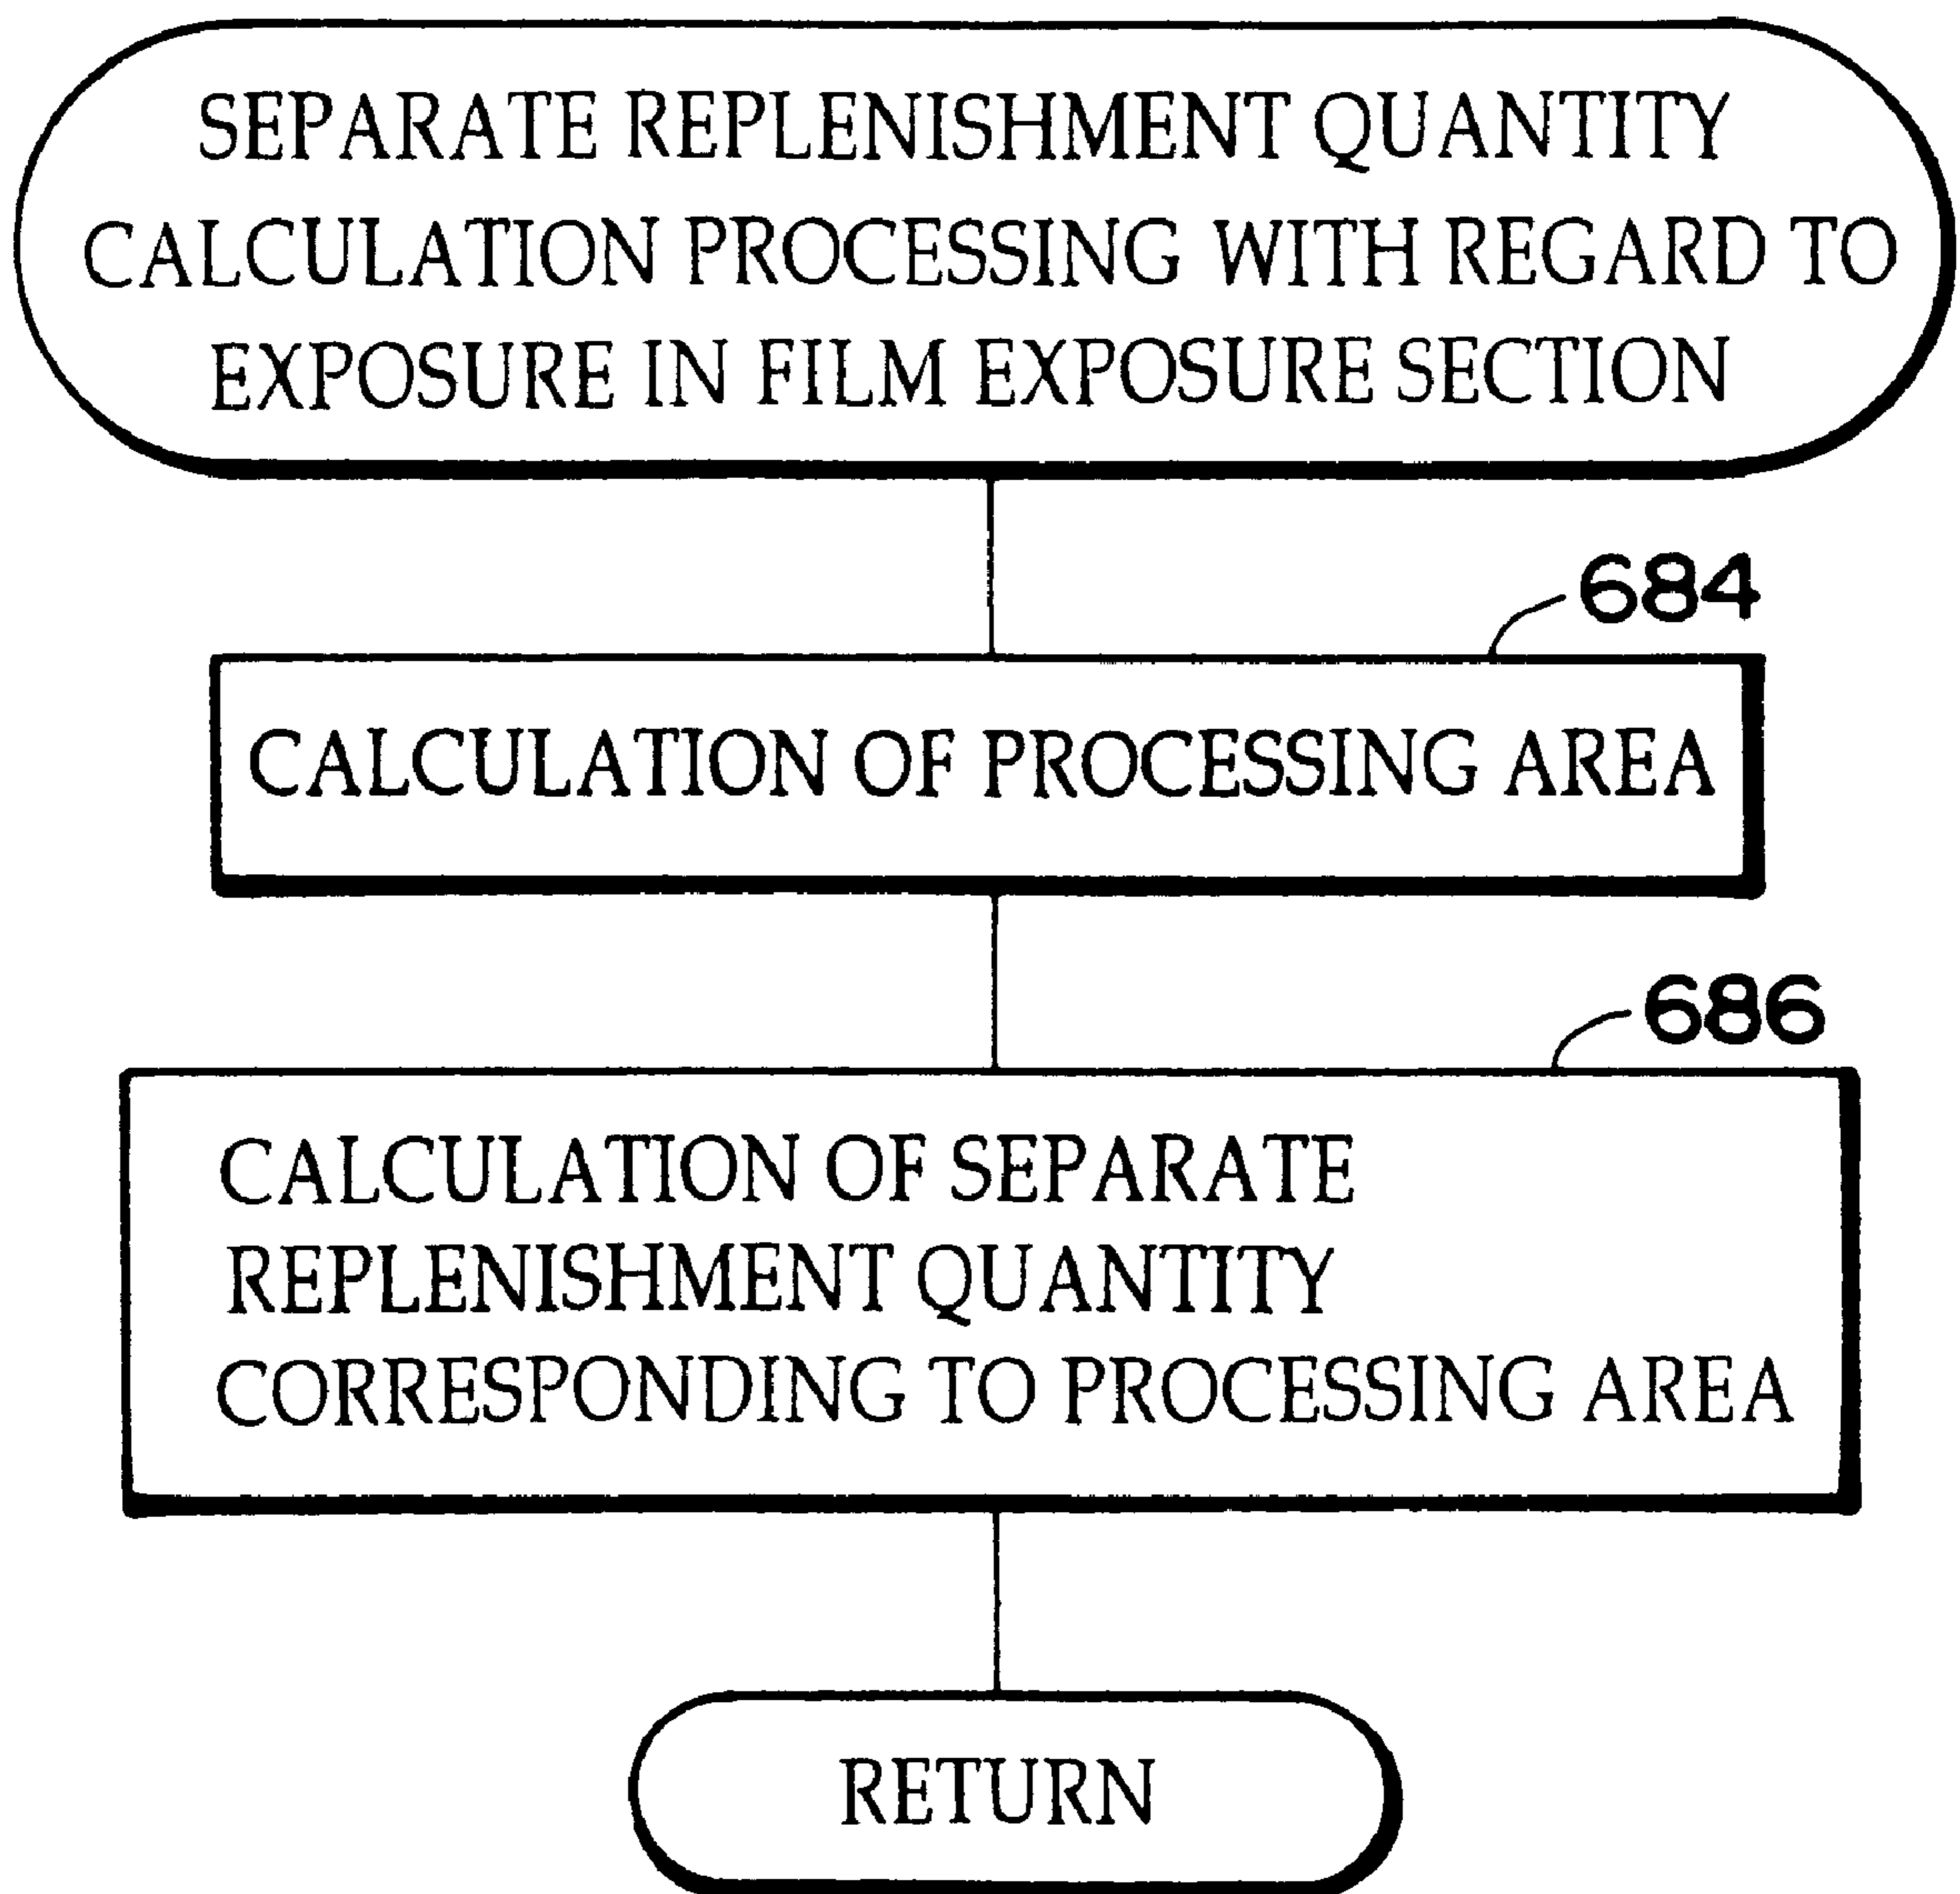 SEPARATE REPLENISHMENT QUANTITY
CALCULATION PROCESSING WITH REGARD TO
EXPOSURE IN FILM EXPOSURE SECTION
684
CALCULATION OF PROCESSING AREA
686
CALCULATION OF SEPARATE
REPLENISHMENT QUANTITY
CORRESPONDING TO PROCESSING AREA
RETURN